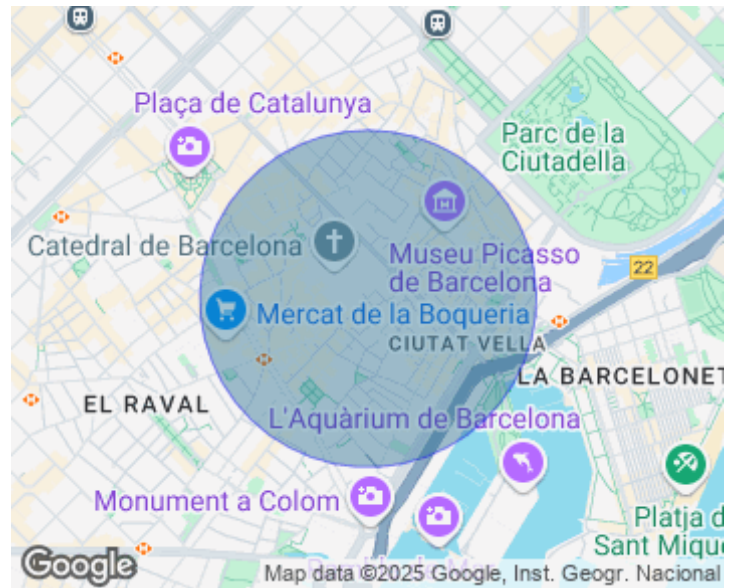 Plaça de Catalunya
Parc de la
Ciutadella
Catedral de Barcelona
Museu Picasso
de Barcelona
22
Mercat de la Boqueria
CIUTAT VELLA
LA BARCELONET
EL RAVAL
L'Aquàrium de Barcelona
Monument a Colom
Platja d
Sant Mique
Google
Map data ©2025 Google, Inst. Geogr. Nacional